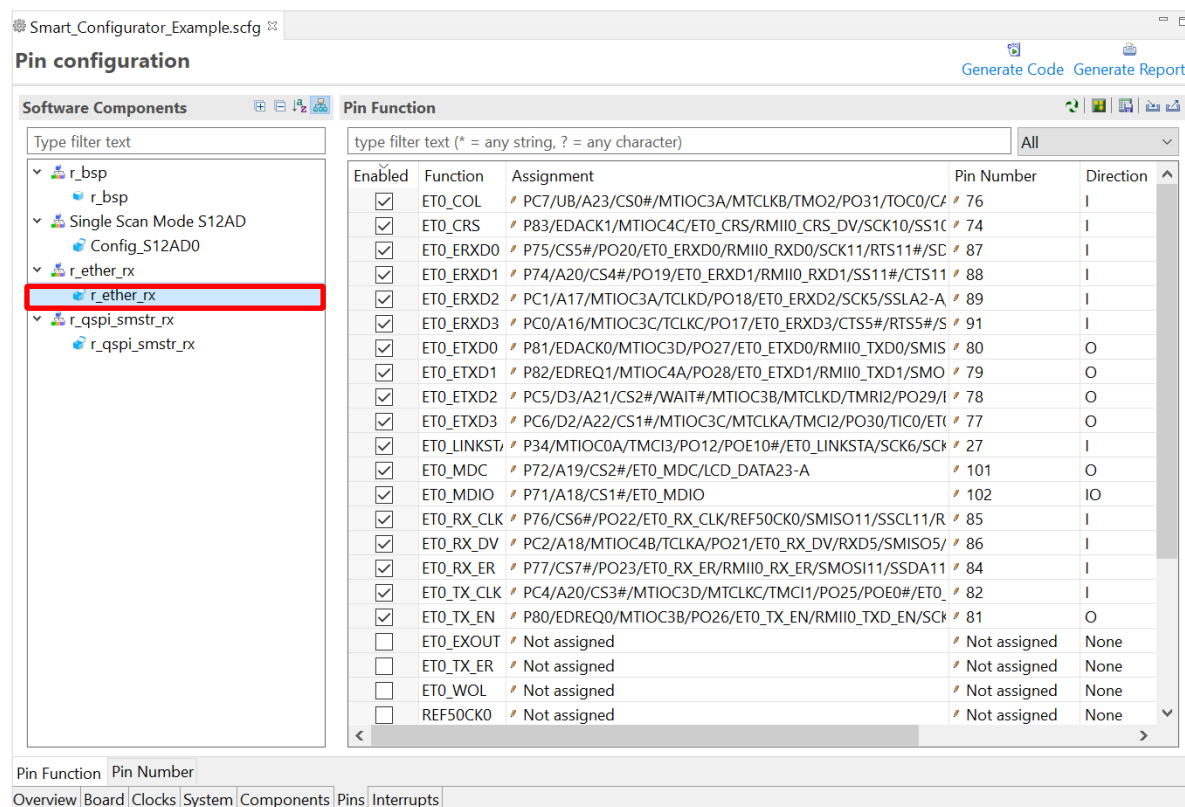 Smart_Configurator_Example.scfg
Pin configuration
Generate Code Generate Report
Software Components
Pin Function
Type filter text
type filter text (* = any string, ? = any character)
All
r_bsp
r_bsp
Single Scan Mode S12AD
Config_S12AD0
r_ether_rx
r_ether_rx
r_qspi_smstr_rx
r_qspi_smstr_rx
Enabled Function Assignment Pin Number Direction
ET0_COL PC7/UB/A23/CS0#/MTIOC3A/MTCLKB/TMO2/PO31/TOC0/CA 76 I
ET0_CRS P83/EDACK1/MTIOC4C/ET0_CRS/RMII0_CRS_DV/SCK10/SS10 74 I
ET0_ERXD0 P75/CS5#/PO20/ET0_ERXD0/RMII0_RXD0/SCK11/RTS11#/SD 87 I
ET0_ERXD1 P74/A20/CS4#/PO19/ET0_ERXD1/RMII0_RXD1/SS11#/CTS11 88 I
ET0_ERXD2 PC1/A17/MTIOC3A/TCLKD/PO18/ET0_ERXD2/SCK5/SSLA2-A 89 I
ET0_ERXD3 PC0/A16/MTIOC3C/TCLKC/PO17/ET0_ERXD3/CTS5#/RTS5#/S 91 I
ET0_ETXD0 P81/EDACK0/MTIOC3D/PO27/ET0_ETXD0/RMII0_TXD0/SMIS 80 O
ET0_ETXD1 P82/EDREQ1/MTIOC4A/PO28/ET0_ETXD1/RMII0_TXD1/SMO 79 O
ET0_ETXD2 PC5/D3/A21/CS2#/WAIT#/MTIOC3B/MTCLKD/TMRI2/PO29/ 78 O
ET0_ETXD3 PC6/D2/A22/CS1#/MTIOC3C/MTCLKA/TMCI2/PO30/TIC0/ET0 77 O
ET0_LINKSTA P34/MTIOC0A/TMCI3/PO12/POE10#/ET0_LINKSTA/SCK6/SCK 27 I
ET0_MDC P72/A19/CS2#/ET0_MDC/LCD_DATA23-A 101 O
ET0_MDIO P71/A18/CS1#/ET0_MDIO 102 IO
ET0_RX_CLK P76/CS6#/PO22/ET0_RX_CLK/REF50CK0/SMISO11/SSCL11/R 85 I
ET0_RX_DV PC2/A18/MTIOC4B/TCLKA/PO21/ET0_RX_DV/RXD5/SMISO5/ 86 I
ET0_RX_ER P77/CS7#/PO23/ET0_RX_ER/RMII0_RX_ER/SMOSI11/SSDA11 84 I
ET0_TX_CLK PC4/A20/CS3#/MTIOC3D/MTCLKC/TMCI1/PO25/POE0#/ET0_ 82 I
ET0_TX_EN P80/EDREQ0/MTIOC3B/PO26/ET0_TX_EN/RMII0_TXD_EN/SCK 81 O
ET0_EXOUT Not assigned Not assigned None
ET0_TX_ER Not assigned Not assigned None
ET0_WOL Not assigned Not assigned None
REF50CK0 Not assigned Not assigned None
Pin Function Pin Number
Overview Board Clocks System Components Pins Interrupts